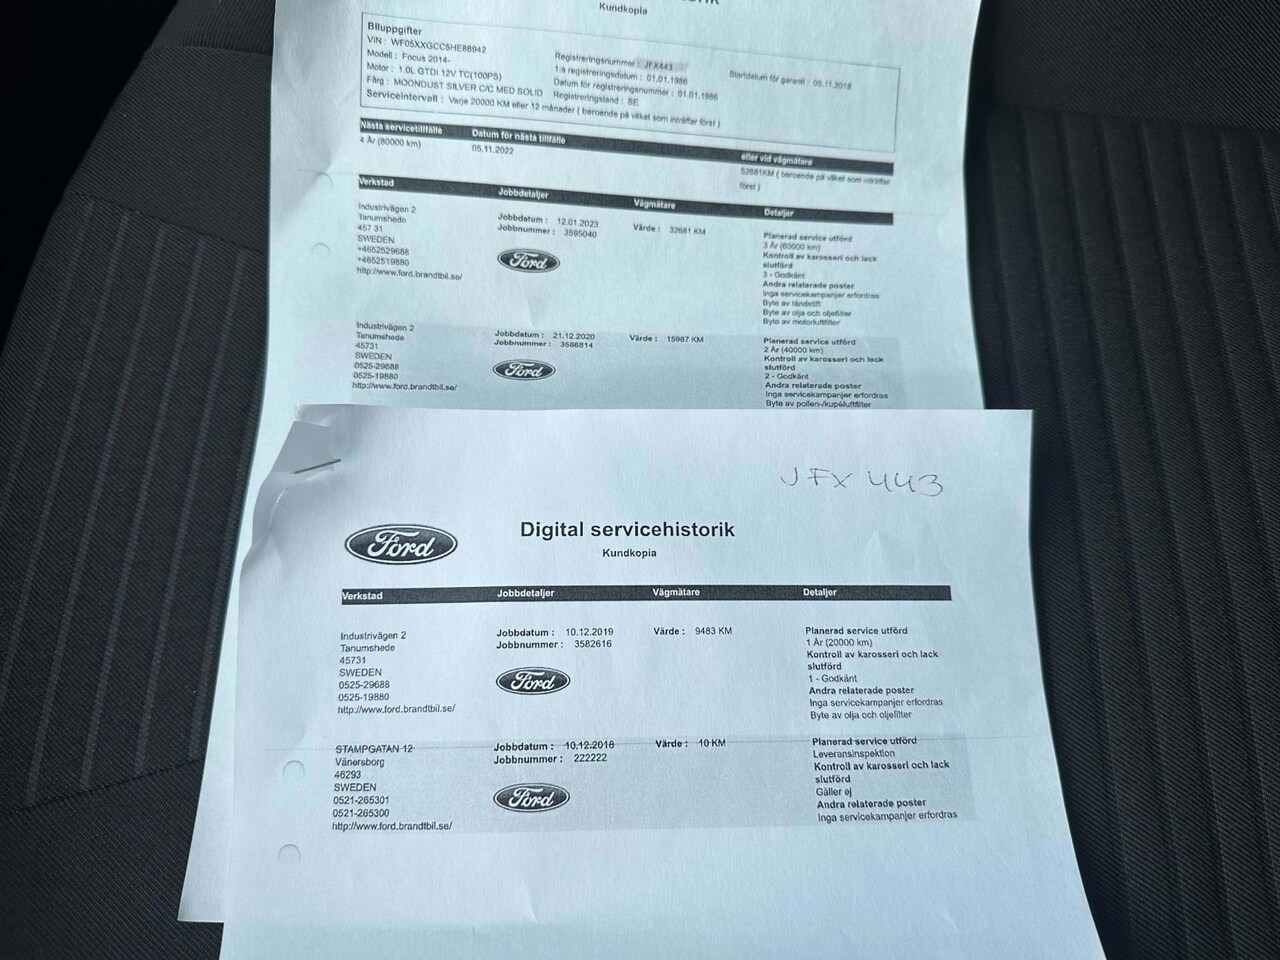 Kundkopia
Biluppgifter
VIN : WF05XXGCC5HE88942
Modell : Focus 2014-
Motor : 1.0L GTDI 12V TC(100PS)
Färg : MOONDUST SILVER C/C MED SOLID
Registreringsnummer : JFX443
1:a registreringsdatum : 01.01.1986
Datum för registreringsnummer : 01.01.1986
Registreringsland : SE
Startdatum för garanti : 05.11.2018
Serviceintervall : Varje 20000 KM eller 12 månader ( beroende på vilket som inträffar först )
Nästa servicetillfälle Datum för nästa tillfälle eller vid vägmätare
4 År (80000 km) 05.11.2022 52681KM ( beroende på vilket som inträffar
först )
Verkstad Jobbdetaljer Vägmätare Detaljer
Industrivägen 2
Tanumshede
457 31
SWEDEN
+4652529688
+4652519880
http://www.ford.brandtbil.se/
Jobbdatum : 12.01.2023
Jobbnummer : 3595040
Ford
Värde : 32681 KM
Planerad service utförd
3 År (60000 km)
Kontroll av karosseri och lack
slutförd
3 - Godkänt
Andra relaterade poster
Inga servicekampanjer erfordras
Byte av tändstift
Byte av olja och oljefilter
Byte av motorluftfilter
Industrivägen 2
Tanumshede
45731
SWEDEN
0525-29688
0525-19880
http://www.ford.brandtbil.se/
Jobbdatum : 21.12.2020
Jobbnummer : 3586814
Ford
Värde : 15987 KM
Planerad service utförd
2 År (40000 km)
Kontroll av karosseri och lack
slutförd
2 - Godkänt
Andra relaterade poster
Inga servicekampanjer erfordras
Byte av pollen-/kupéluftfilter
JFX 443
Ford
Digital servicehistorik
Kundkopia
Verkstad Jobbdetaljer Vägmätare Detaljer
Industrivägen 2
Tanumshede
45731
SWEDEN
0525-29688
0525-19880
http://www.ford.brandtbil.se/
Jobbdatum : 10.12.2019
Jobbnummer : 3582616
Ford
Värde : 9483 KM
Planerad service utförd
1 År (20000 km)
Kontroll av karosseri och lack
slutförd
1 - Godkänt
Andra relaterade poster
Inga servicekampanjer erfordras
Byte av olja och oljefilter
STAMPGATAN 12
Vänersborg
46293
SWEDEN
0521-265301
0521-265300
http://www.ford.brandtbil.se/
Jobbdatum : 10.12.2018
Jobbnummer : 222222
Ford
Värde : 10 KM
Planerad service utförd
Leveransinspektion
Kontroll av karosseri och lack
slutförd
Gäller ej
Andra relaterade poster
Inga servicekampanjer erfordras